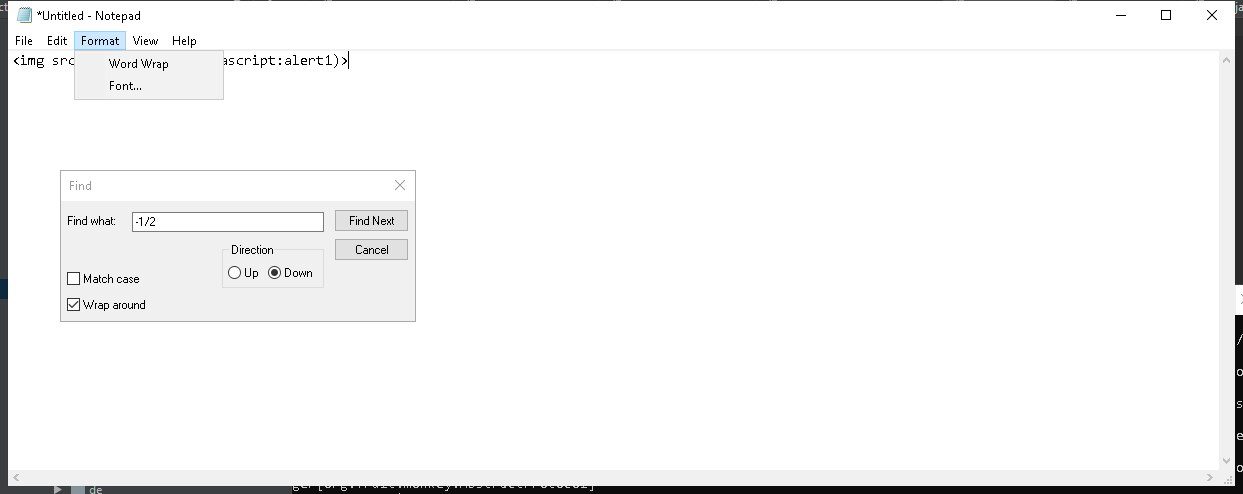 *Untitled - Notepad
File Edit Format View Help
<img src ascript:alert1)>
Word Wrap
Font...
Find
Find what: -1/2 Find Next
Direction Cancel
Up Down
Match case
Wrap around
de